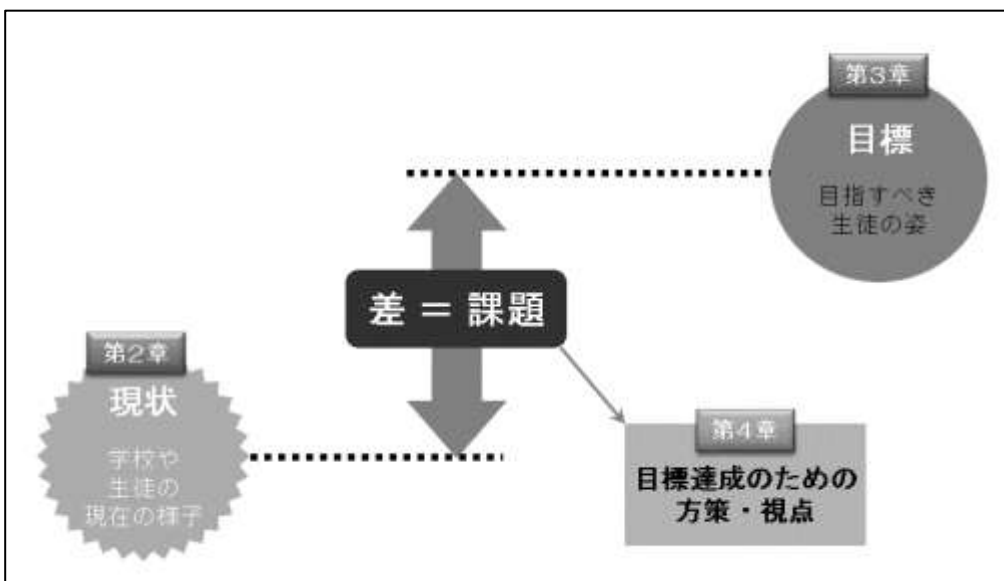 第3章
目標
目指すべき
生徒の姿
差 = 課題
第2章
現状
学校や
生徒の
現在の様子
第4章
目標達成のための
方策・視点